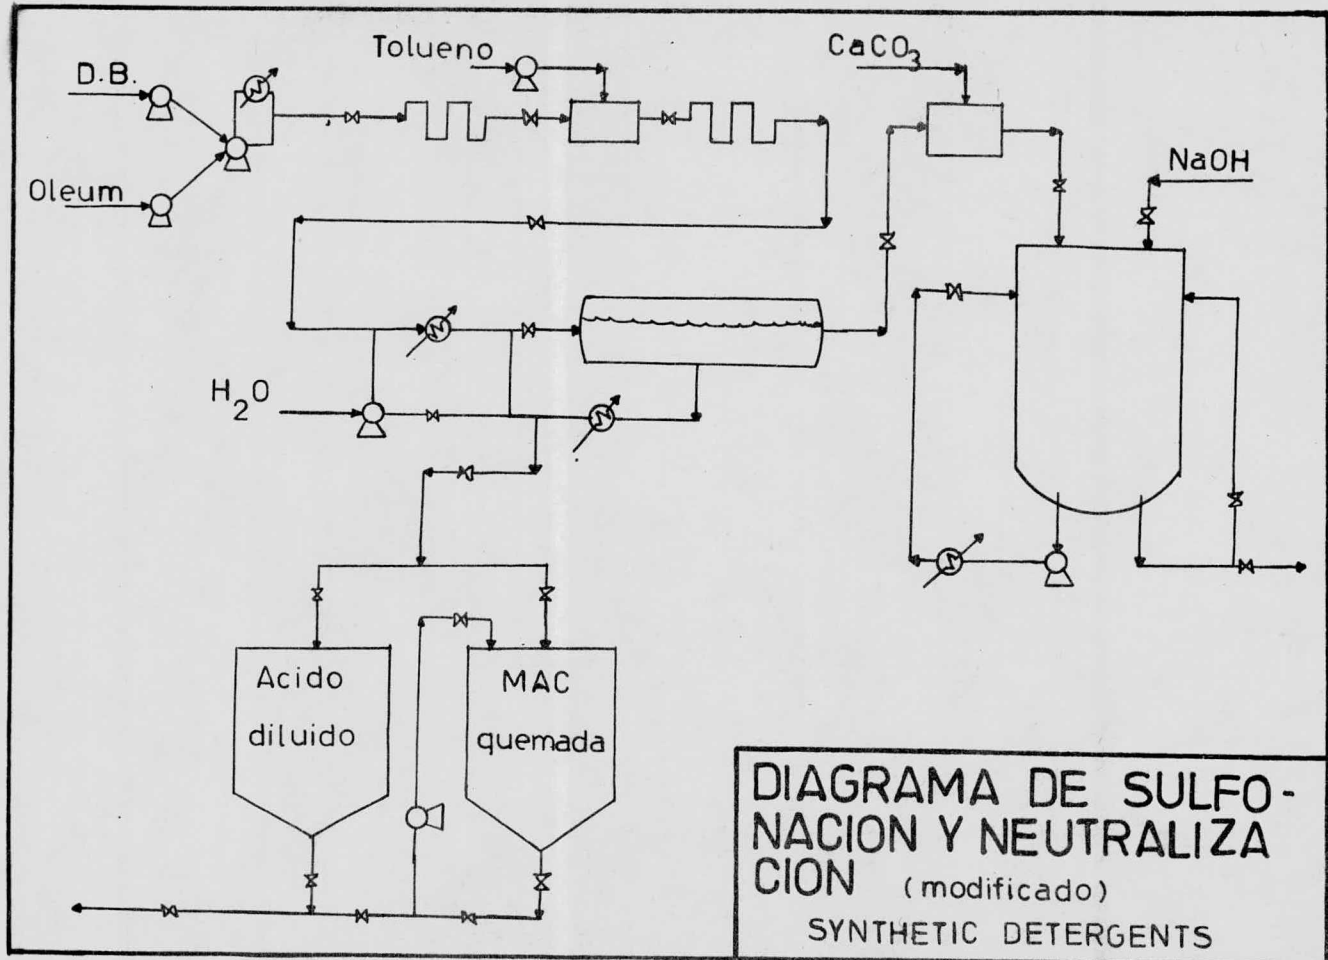 Tolueno
CaCO3
D.B.
NaOH
Oleum
H2O
Acido
diluido
MAC
quemada
DIAGRAMA DE SULFO-
NACION Y NEUTRALIZA
CION (modificado)
SYNTHETIC DETERGENTS